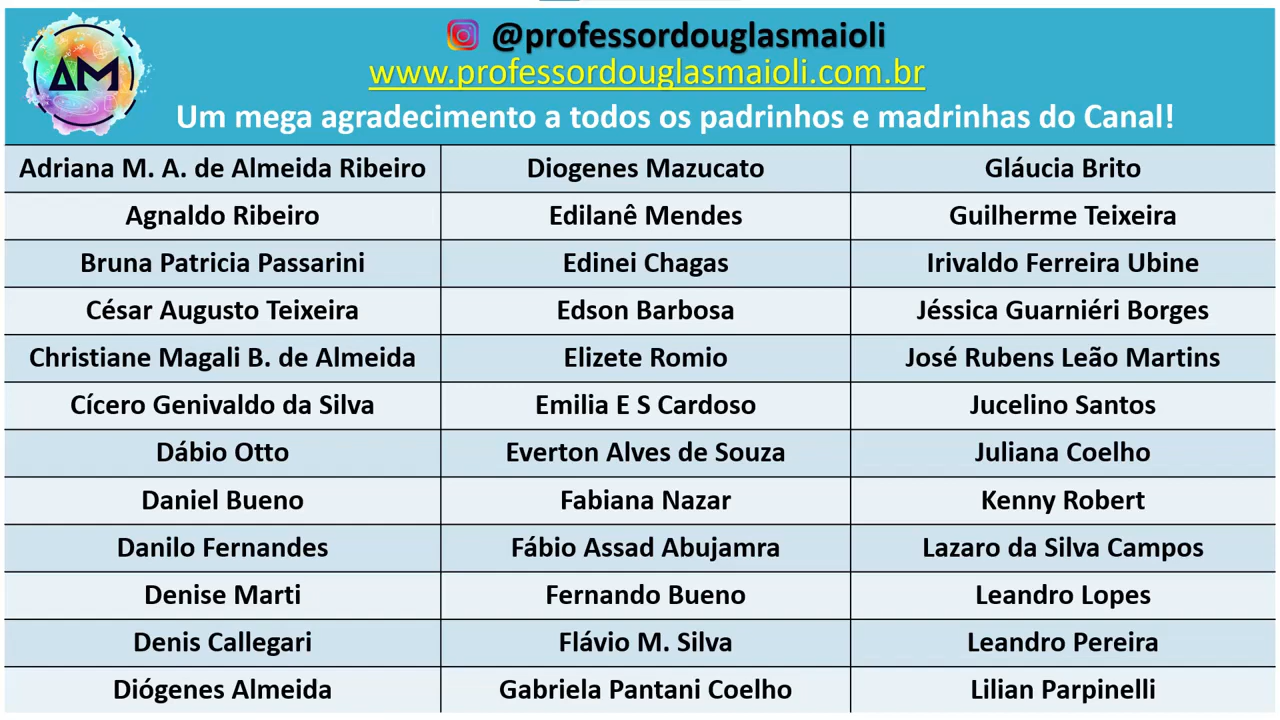 @professordouglasmaioli
www.professordouglasmaioli.com.br
Um mega agradecimento a todos os padrinhos e madrinhas do Canal!
Adriana M. A. de Almeida Ribeiro Diogenes Mazucato Gláucia Brito
Agnaldo Ribeiro Edilanê Mendes Guilherme Teixeira
Bruna Patricia Passarini Edinei Chagas Irivaldo Ferreira Ubine
César Augusto Teixeira Edson Barbosa Jéssica Guarniéri Borges
Christiane Magali B. de Almeida Elizete Romio José Rubens Leão Martins
Cícero Genivaldo da Silva Emilia E S Cardoso Jucelino Santos
Dábio Otto Everton Alves de Souza Juliana Coelho
Daniel Bueno Fabiana Nazar Kenny Robert
Danilo Fernandes Fábio Assad Abujamra Lazaro da Silva Campos
Denise Marti Fernando Bueno Leandro Lopes
Denis Callegari Flávio M. Silva Leandro Pereira
Diógenes Almeida Gabriela Pantani Coelho Lilian Parpinelli